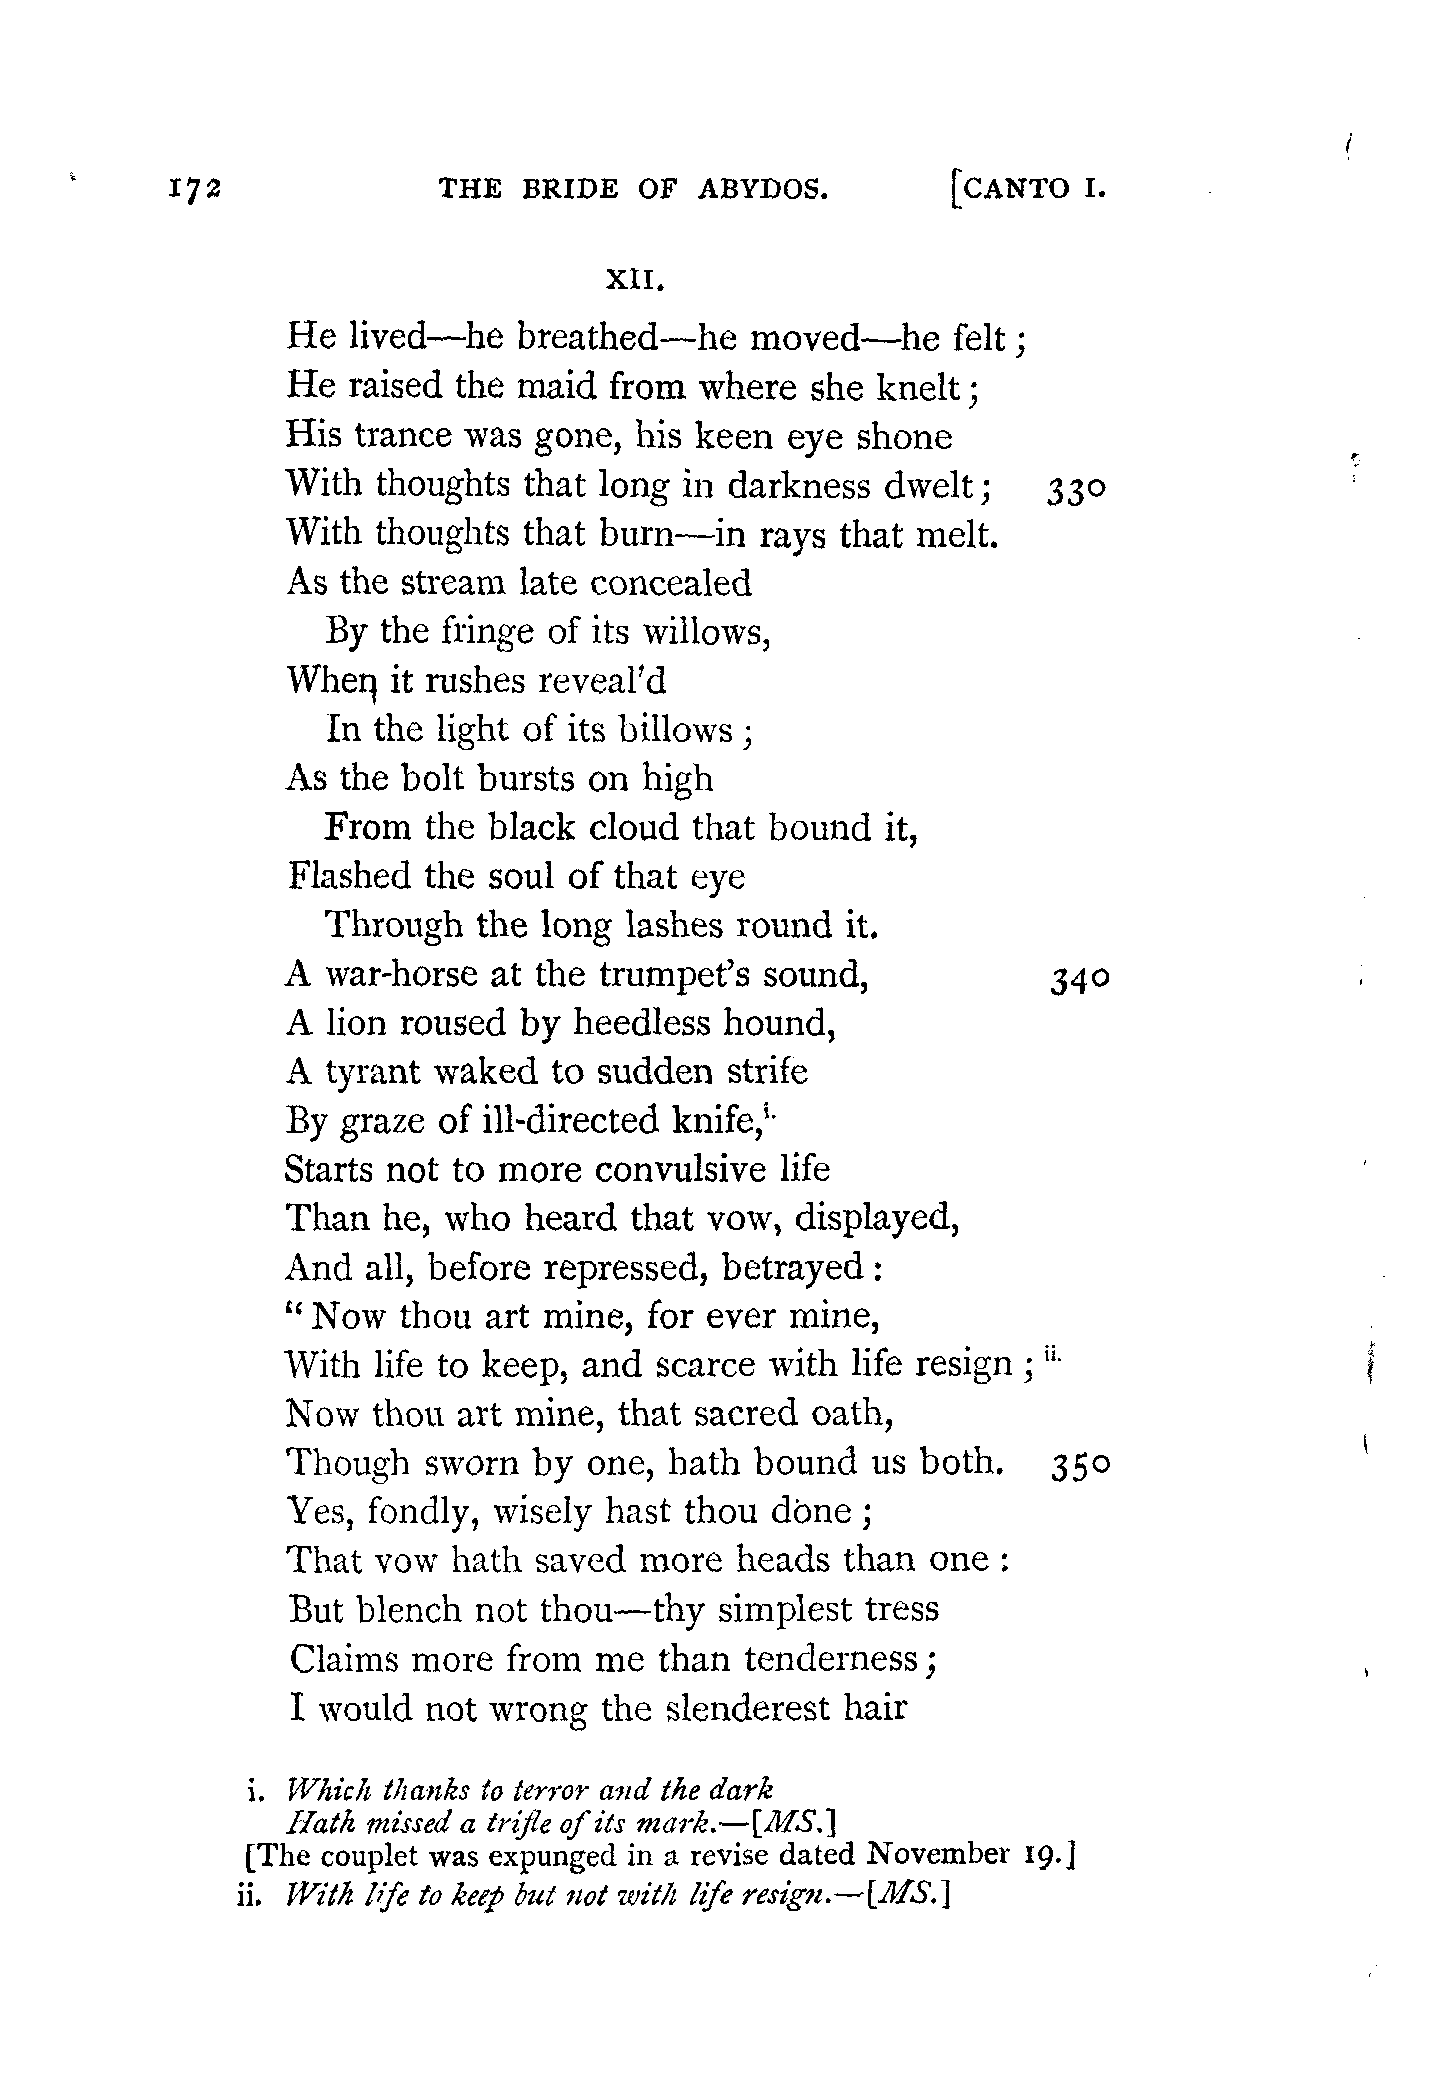 172 THE BRIDE OF ABYDOS. [CANTO I.
XII.
He lived—he breathed—he moved—he felt;
He raised the maid from where she knelt;
His trance was gone, his keen eye shone
With thoughts that long in darkness dwelt; 330
With thoughts that burn—in rays that melt.
As the stream late concealed
By the fringe of its willows,
When it rushes reveal'd
In the light of its billows;
As the bolt bursts on high
From the black cloud that bound it,
Flashed the soul of that eye
Through the long lashes round it.
A war-horse at the trumpet's sound, 340
A lion roused by heedless hound,
A tyrant waked to sudden strife
By graze of ill-directed knife,i.
Starts not to more convulsive life
Than he, who heard that vow, displayed,
And all, before repressed, betrayed:
"Now thou art mine, for ever mine,
With life to keep, and scarce with life resign; ii.
Now thou art mine, that sacred oath,
Though sworn by one, hath bound us both. 350
Yes, fondly, wisely hast thou done;
That vow hath saved more heads than one:
But blench not thou—thy simplest tress
Claims more from me than tenderness;
I would not wrong the slenderest hair
i. Which thanks to terror and the dark
Hath missed a trifle of its mark.—[MS.]
[The couplet was expunged in a revise dated November 19.]
ii. With life to keep but not with life resign.—[MS.]